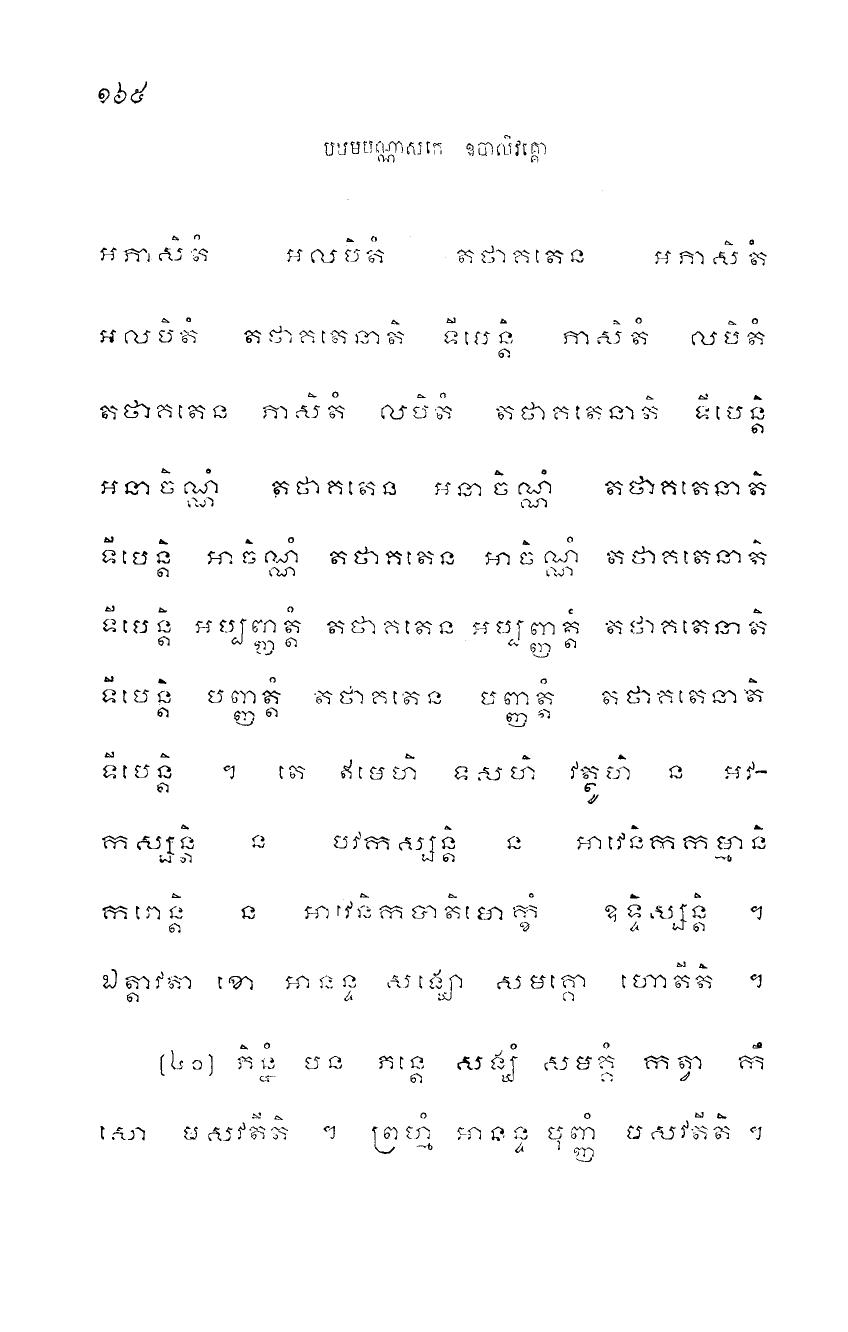 ១៦៥
បឋមបណ្ណាសកេ ឧបាលិវគ្គោ
អភាសិតំ អលបិតំ តថាគតេន អភាសិតំ
អលបិតំ តថាគតេនាតិ ទីបេន្តិ ភាសិតំ លបិតំ
តថាគតេន ភាសិតំ លបិតំ តថាគតេនាតិ ទីបេន្តិ
អនាចិណ្ណំ តថាគតេន អនាចិណ្ណំ តថាគតេនាតិ
ទីបេន្តិ អាចិណ្ណំ តថាគតេន អាចិណ្ណំ តថាគតេនាតិ
ទីបេន្តិ អប្បញ្ញត្តំ តថាគតេន អប្បញ្ញត្តំ តថាគតេនាតិ
ទីបេន្តិ បញ្ញត្តំ តថាគតេន បញ្ញត្តំ តថាគតេនាតិ
ទីបេន្តិ ។ តេ ឥមេហិ ទសហិ វត្ថូហិ ន អវ-
កស្សន្តិ ន បវកស្សន្តិ ន អាវេនិកកម្មានិ
ករោន្តិ ន អាវេនិកបាតិមោក្ខំ ឧទ្ទិស្សន្តិ ។
ឯត្តាវតា ខោ អានន្ទ សង្ឃោ សមគ្គោ ហោតីតិ ។
(៤០) ភិន្នំ បន ភន្តេ សង្ឃំ សមគ្គំ កត្វា កឹ
សោ បសវតីតិ ។ ព្រហ្មំ អានន្ទ បុញ្ញំ បសវតីតិ ។